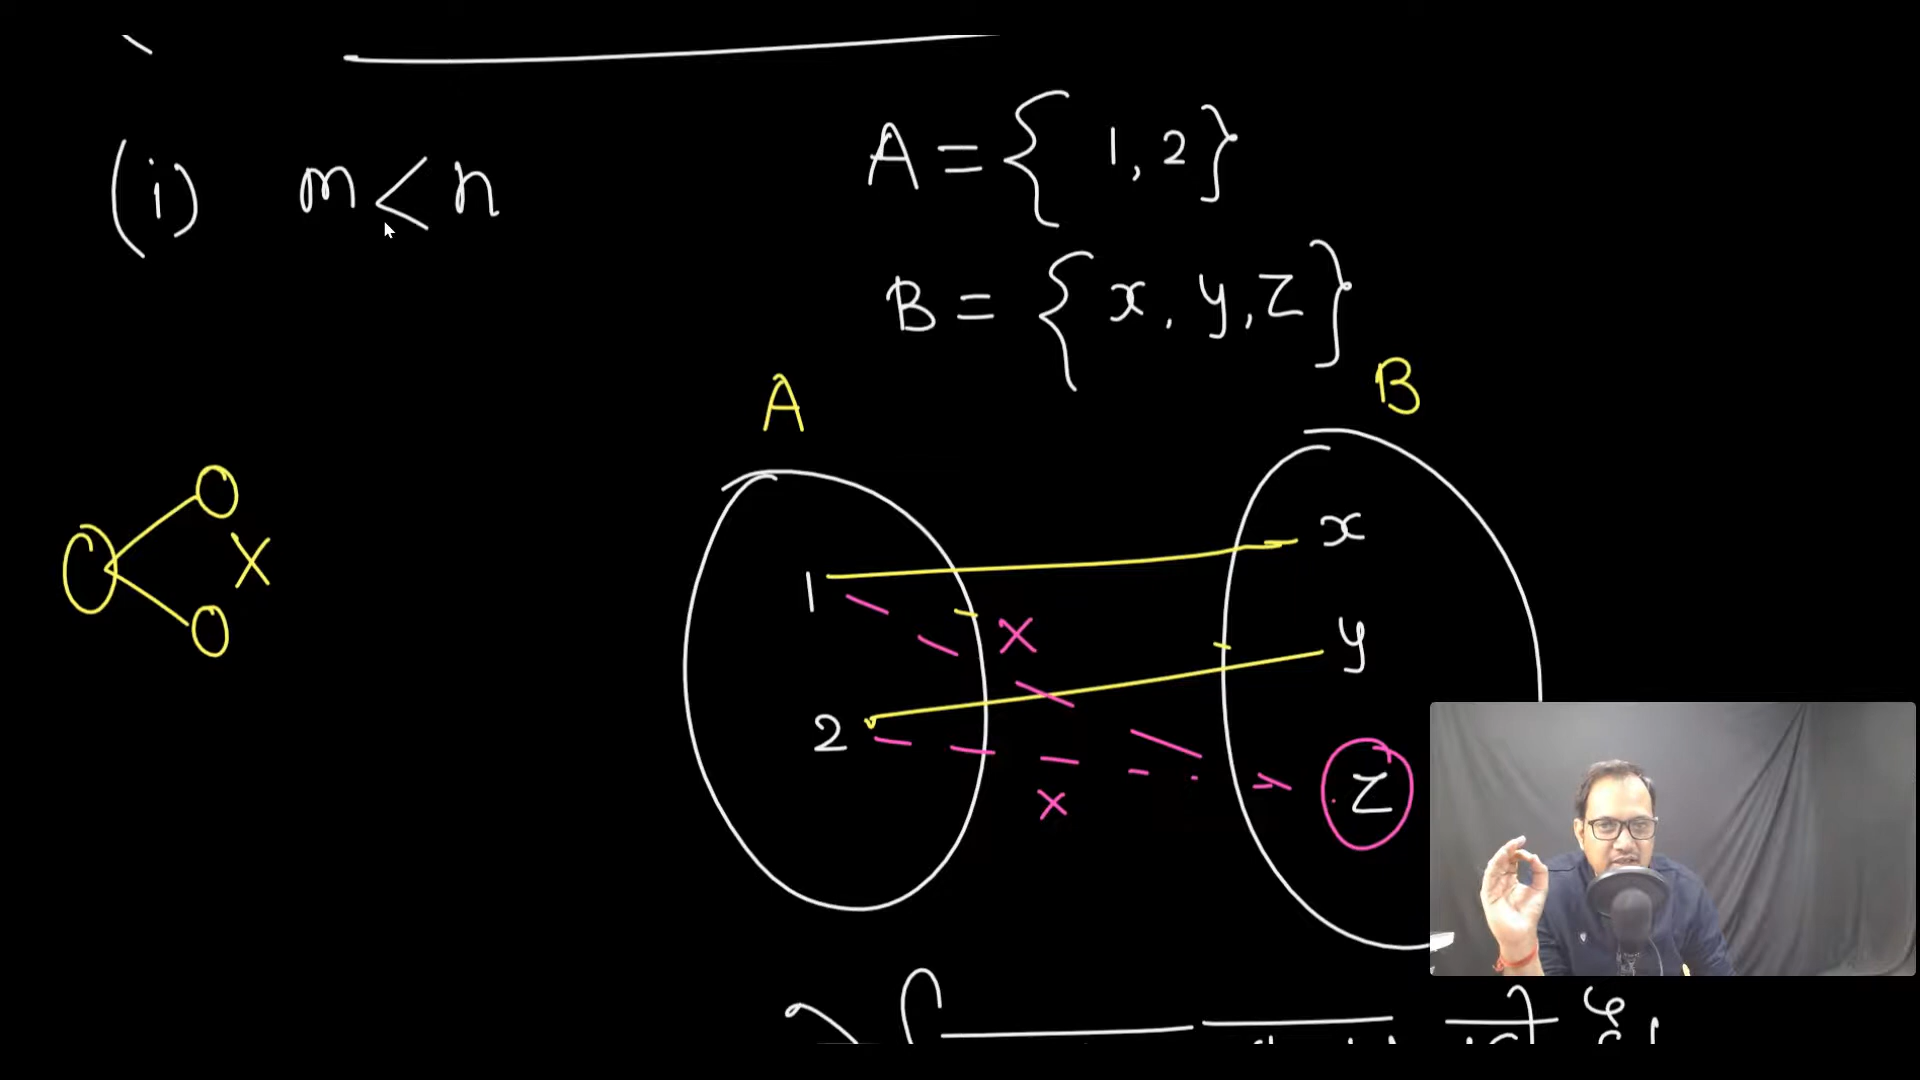 (i) m < n
A = { 1, 2 }
B = { x, y, z }
A B
x
1 x
X
y
2
z
x